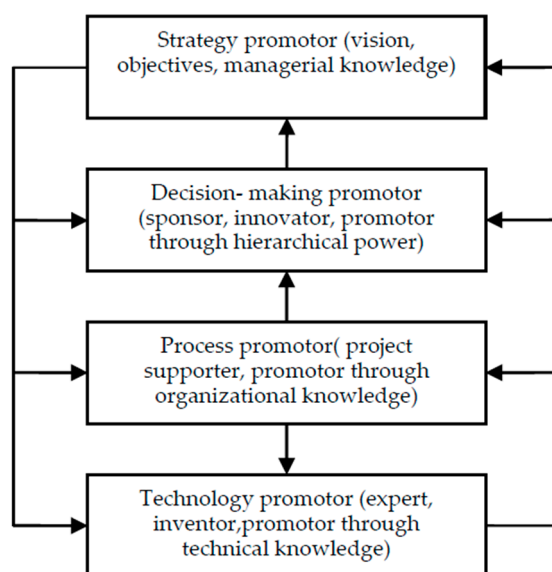 Strategy promotor (vision,
objectives, managerial knowledge)
Decision- making promotor
(sponsor, innovator, promotor
through hierarchical power)
Process promotor( project
supporter, promotor through
organizational knowledge)
Technology promotor (expert,
inventor,promotor through
technical knowledge)